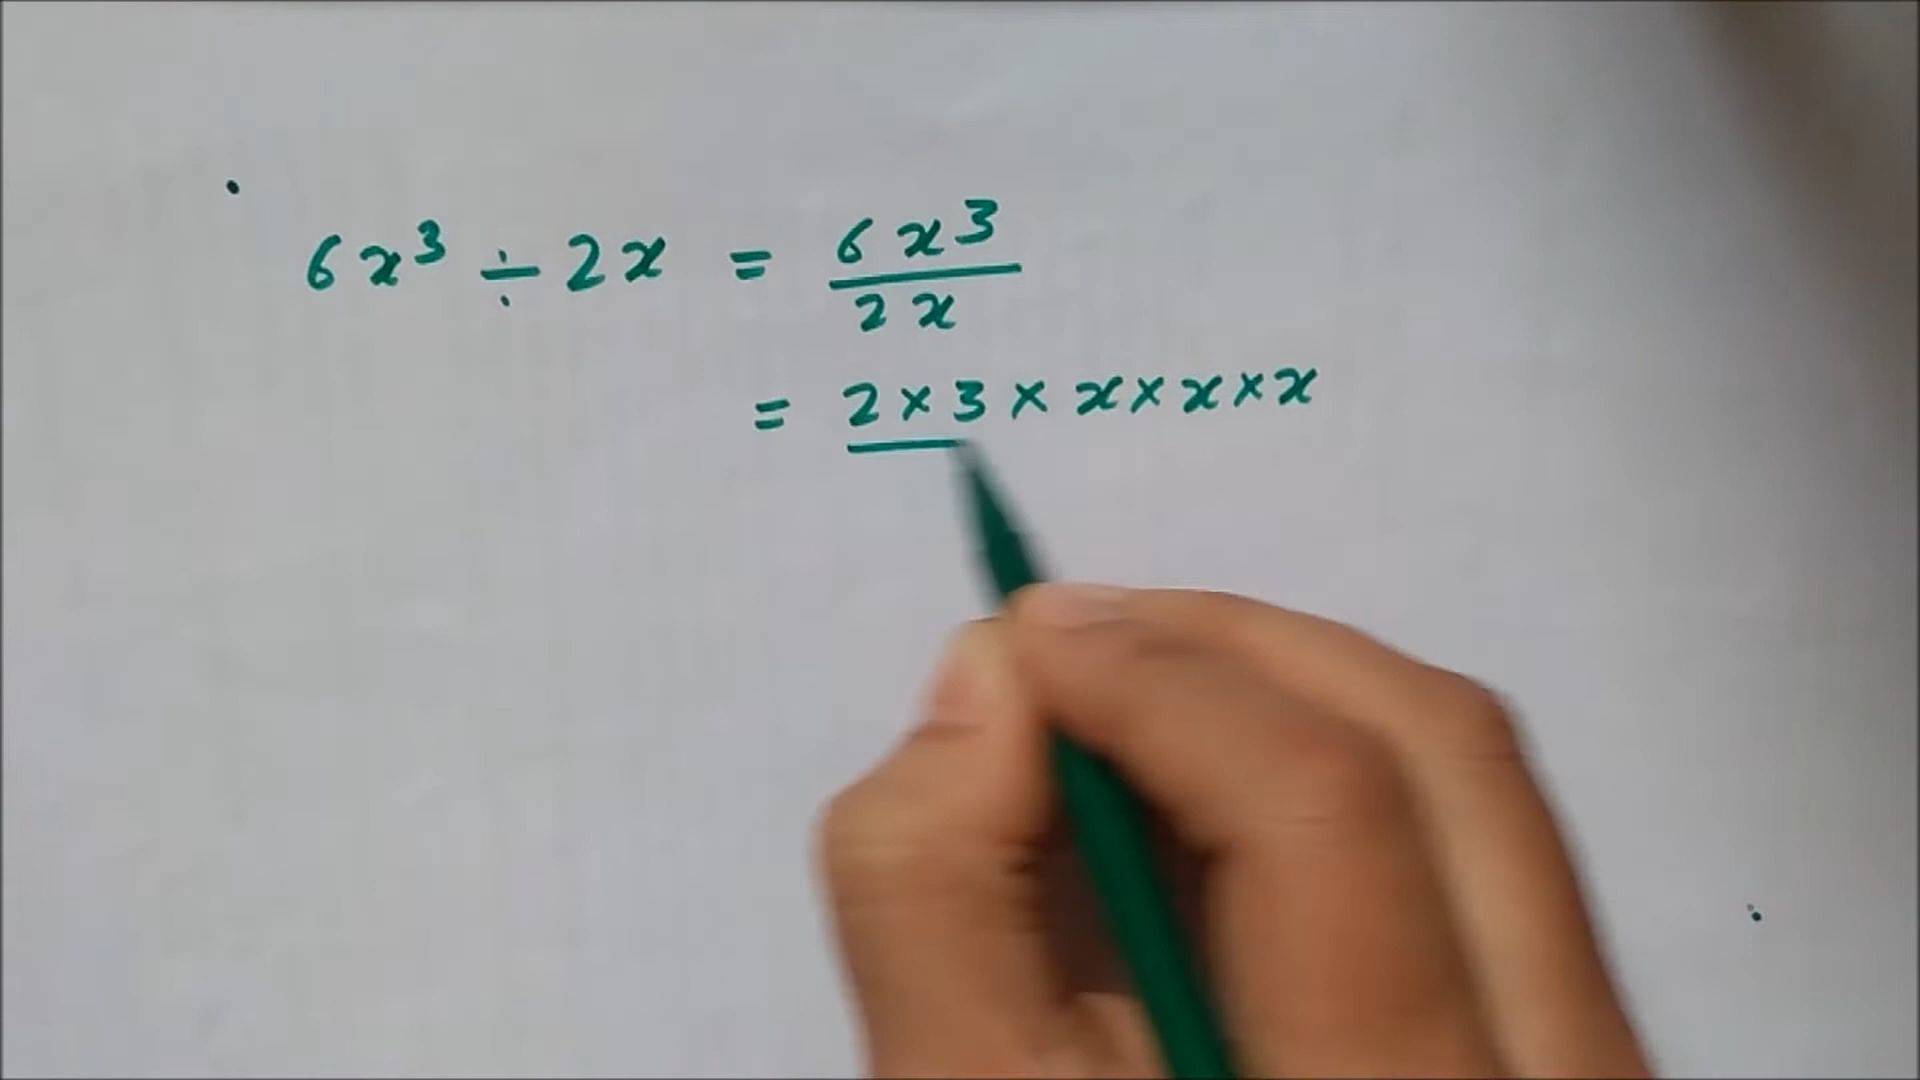 6x³ ÷ 2x = 6x³/2x
= 2 × 3 × x × x × x